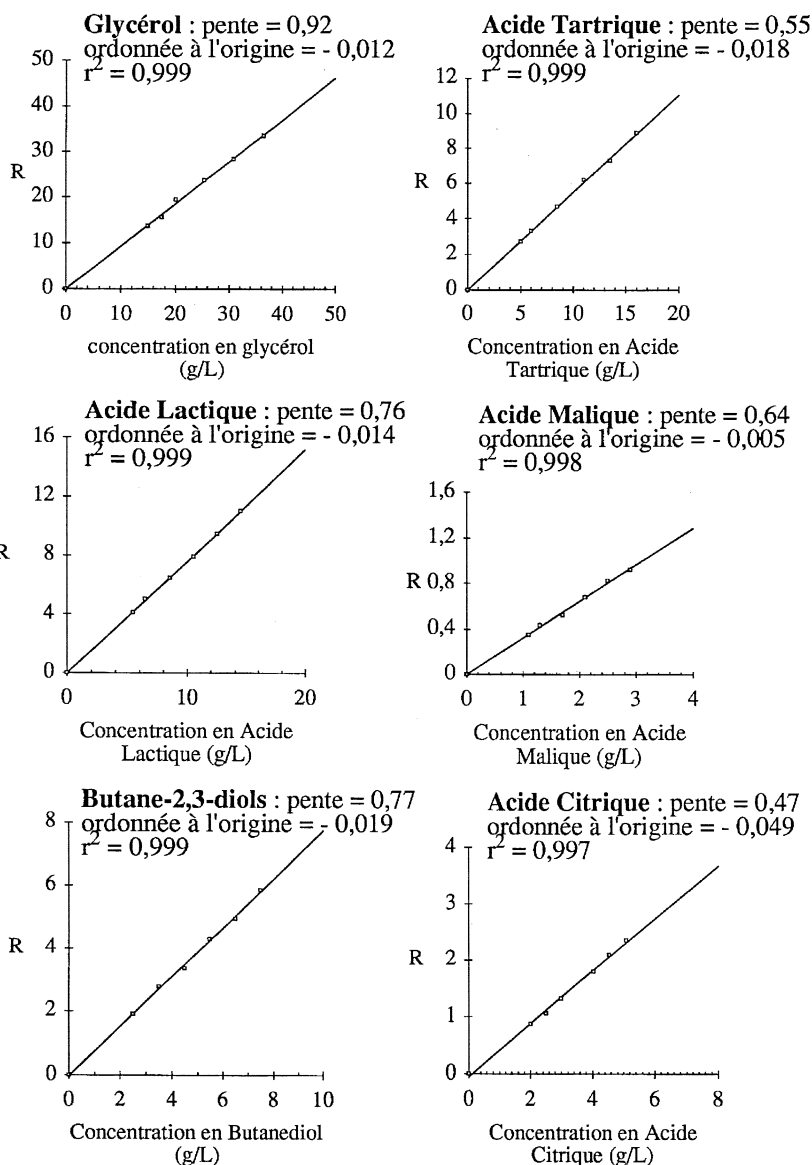 Glycérol : pente = 0,92
ordonnée à l'origine = - 0,012
r² = 0,999
50
40
30
R
20
10
0
0 10 20 30 40 50
concentration en glycérol
(g/L)
Acide Tartrique : pente = 0,55
ordonnée à l'origine = - 0,018
r² = 0,999
12
10
8
R 6
4
2
0
0 5 10 15 20
Concentration en Acide
Tartrique (g/L)
Acide Lactique : pente = 0,76
ordonnée à l'origine = - 0,014
r² = 0,999
16
12
R 8
4
0
0 10 20
Concentration en Acide
Lactique (g/L)
Acide Malique : pente = 0,64
ordonnée à l'origine = - 0,005
r² = 0,998
1,6
1,2
R 0,8
0,4
0
0 1 2 3 4
Concentration en Acide
Malique (g/L)
Butane-2,3-diols : pente = 0,77
ordonnée à l'origine = - 0,019
r² = 0,999
8
6
R 4
2
0
0 2 4 6 8 10
Concentration en Butanediol
(g/L)
Acide Citrique : pente = 0,47
ordonnée à l'origine = - 0,049
r² = 0,997
4
3
R 2
1
0
0 2 4 6 8
Concentration en Acide
Citrique (g/L)